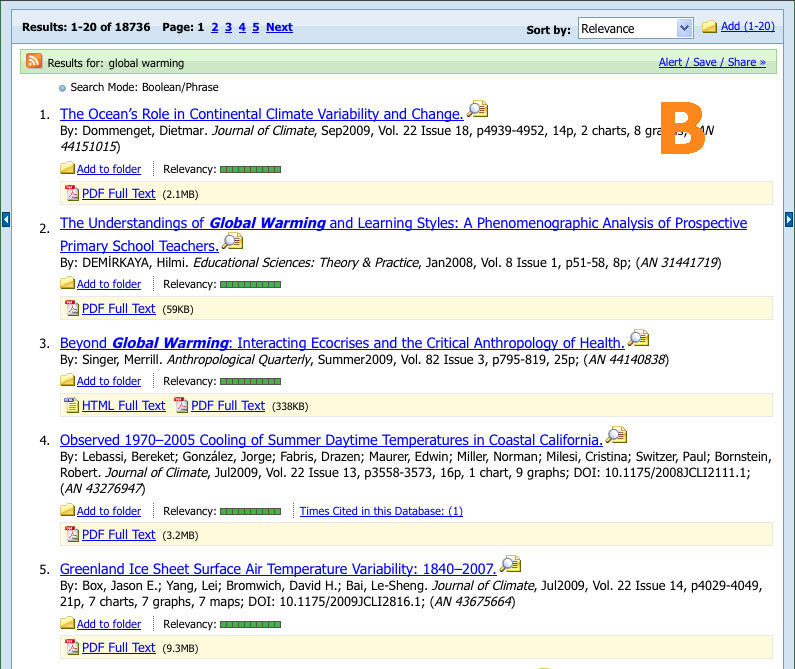 Results: 1-20 of 18736 Page: 1 2 3 4 5 Next Sort by: Relevance Add (1-20)
Results for: global warming Alert / Save / Share »
Search Mode: Boolean/Phrase
B
1. The Ocean's Role in Continental Climate Variability and Change.
By: Dommenget, Dietmar. Journal of Climate, Sep2009, Vol. 22 Issue 18, p4939-4952, 14p, 2 charts, 8
44151015)
Add to folder Relevancy:
PDF Full Text (2.1MB)
2. The Understandings of Global Warming and Learning Styles: A Phenomenographic Analysis of Prospective
Primary School Teachers.
By: DEMİRKAYA, Hilmi. Educational Sciences: Theory & Practice, Jan2008, Vol. 8 Issue 1, p51-58, 8p; (AN 31441719)
Add to folder Relevancy:
PDF Full Text (59KB)
3. Beyond Global Warming: Interacting Ecocrises and the Critical Anthropology of Health.
By: Singer, Merrill. Anthropological Quarterly, Summer2009, Vol. 82 Issue 3, p795-819, 25p; (AN 44140838)
Add to folder Relevancy:
HTML Full Text PDF Full Text (338KB)
4. Observed 1970–2005 Cooling of Summer Daytime Temperatures in Coastal California.
By: Lebassi, Bereket; González, Jorge; Fabris, Drazen; Maurer, Edwin; Miller, Norman; Milesi, Cristina; Switzer, Paul; Bornstein,
Robert. Journal of Climate, Jul2009, Vol. 22 Issue 13, p3558-3573, 16p, 1 chart, 9 graphs; DOI: 10.1175/2008JCLI2111.1;
(AN 43276947)
Add to folder Relevancy: Times Cited in this Database: (1)
PDF Full Text (3.2MB)
5. Greenland Ice Sheet Surface Air Temperature Variability: 1840–2007.
By: Box, Jason E.; Yang, Lei; Bromwich, David H.; Bai, Le-Sheng. Journal of Climate, Jul2009, Vol. 22 Issue 14, p4029-4049,
21p, 7 charts, 7 graphs, 7 maps; DOI: 10.1175/2009JCLI2816.1; (AN 43675664)
Add to folder Relevancy:
PDF Full Text (9.3MB)